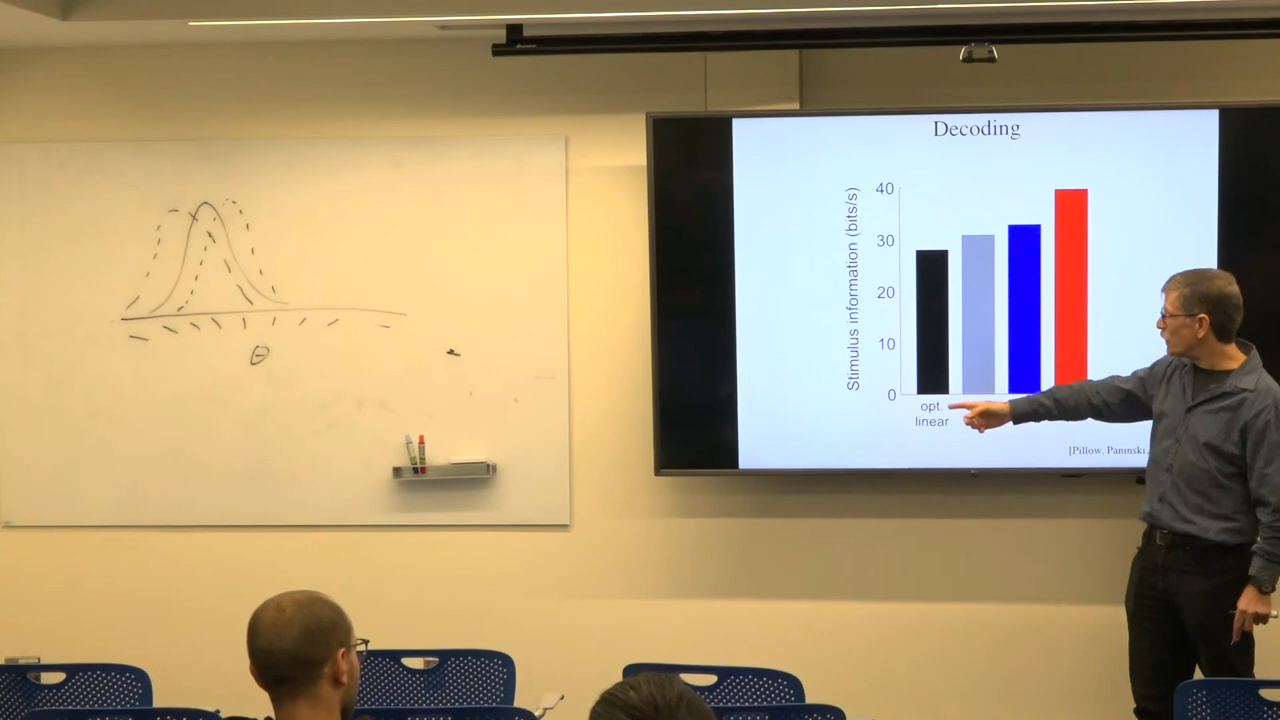 θ
Decoding
Stimulus information (bits/s)
40
30
20
10
0
opt.
linear
[Pillow, Paninski,